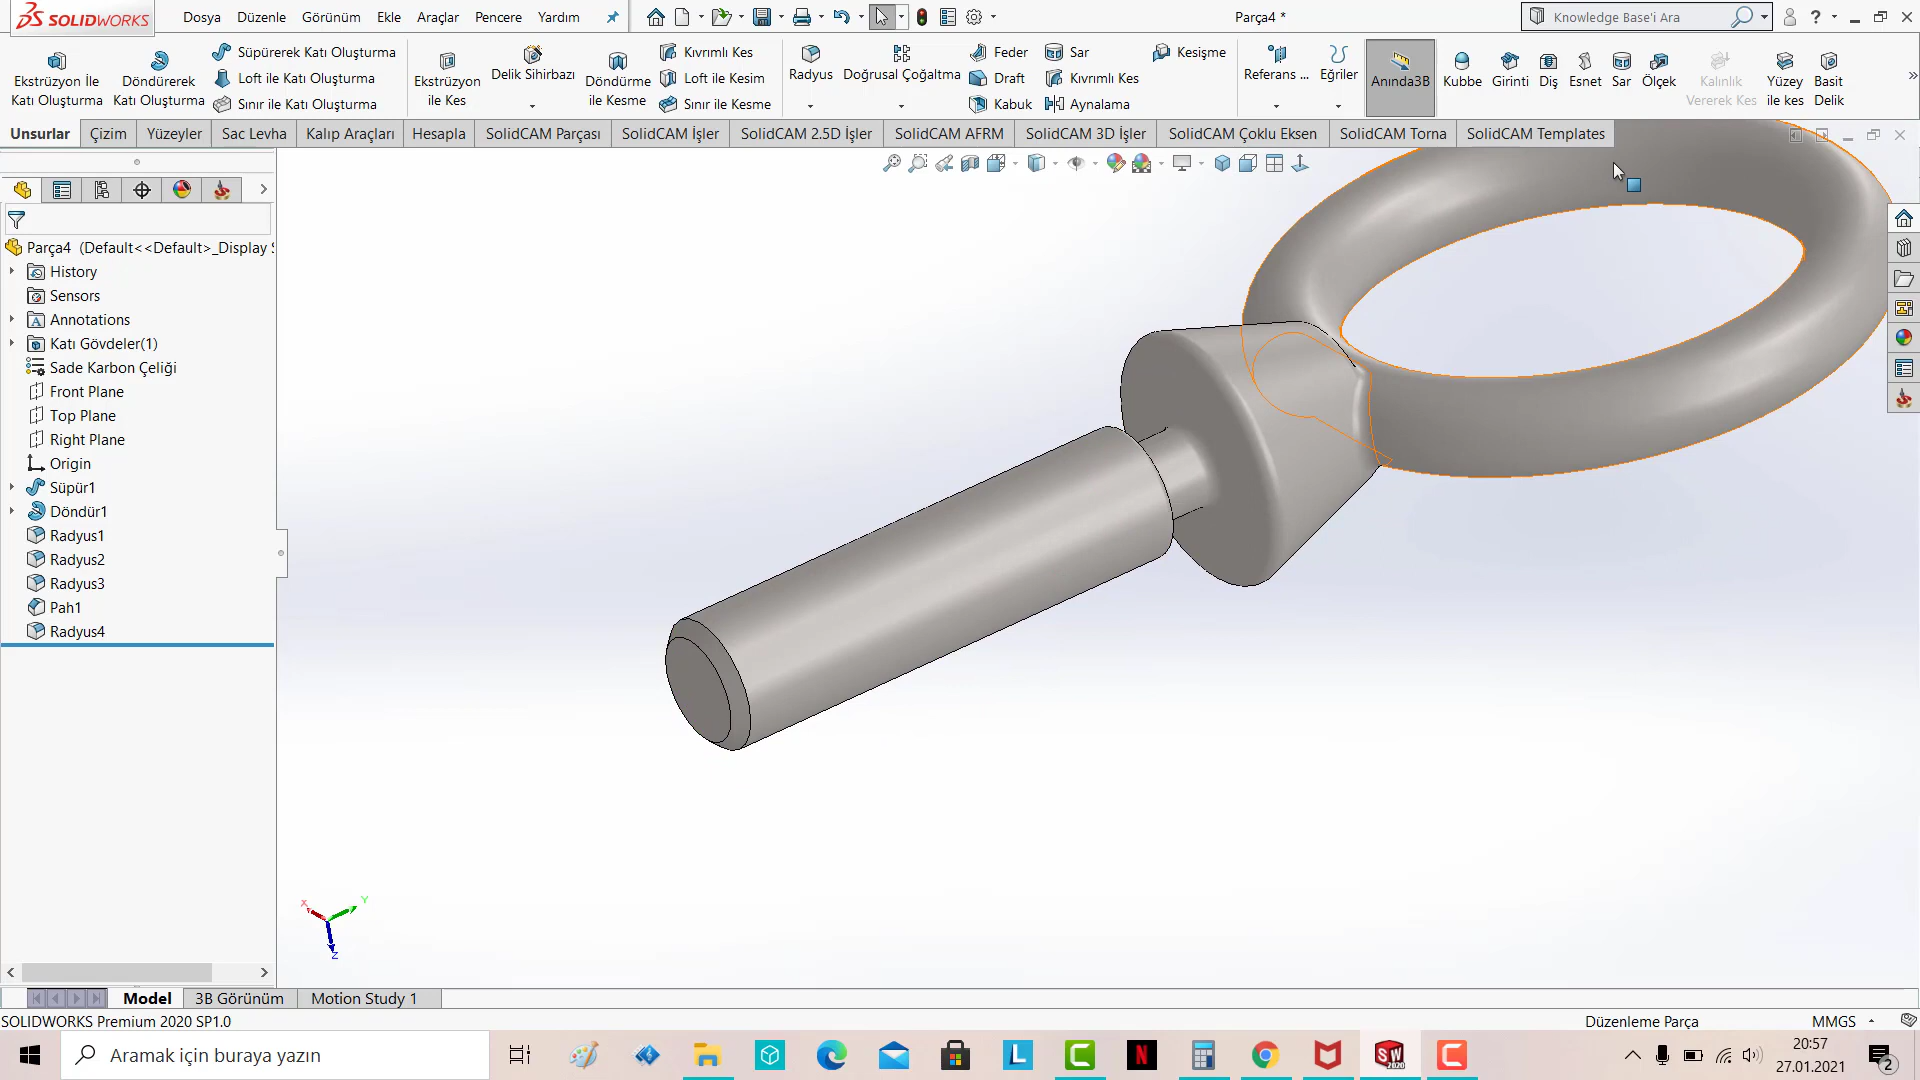 SOLIDWORKS
Dosya Düzenle Görünüm Ekle Araçlar Pencere Yardım
Parça4 *
Knowledge Base'i Ara
Ekstrüzyon İle Katı Oluşturma
Döndürerek Katı Oluşturma
Süpürerek Katı Oluşturma
Loft ile Katı Oluşturma
Sınır ile Katı Oluşturma
Ekstrüzyon ile Kes
Delik Sihirbazı
Döndürme ile Kesme
Kıvrımlı Kes
Loft ile Kesim
Sınır ile Kesme
Radyus
Doğrusal Çoğaltma
Feder
Draft
Kabuk
Sar
Kıvrımlı Kes
Aynalama
Kesişme
Referans ...
Eğriler
Anında3B
Kubbe
Girinti
Diş
Esnet
Sar
Ölçek
Kalınlık Vererek Kes
Yüzey ile kes
Basit Delik
Unsurlar Çizim Yüzeyler Sac Levha Kalıp Araçları Hesapla SolidCAM Parçası SolidCAM İşler SolidCAM 2.5D İşler SolidCAM AFRM SolidCAM 3D İşler SolidCAM Çoklu Eksen SolidCAM Torna SolidCAM Templates
Parça4 (Default<<Default>_Display S
History
Sensors
Annotations
Katı Gövdeler(1)
Sade Karbon Çeliği
Front Plane
Top Plane
Right Plane
Origin
Süpür1
Döndür1
Radyus1
Radyus2
Radyus3
Pah1
Radyus4
X Y Z
Model 3B Görünüm Motion Study 1
SOLIDWORKS Premium 2020 SP1.0
Düzenleme Parça
MMGS
Aramak için buraya yazın
20:57
27.01.2021
2